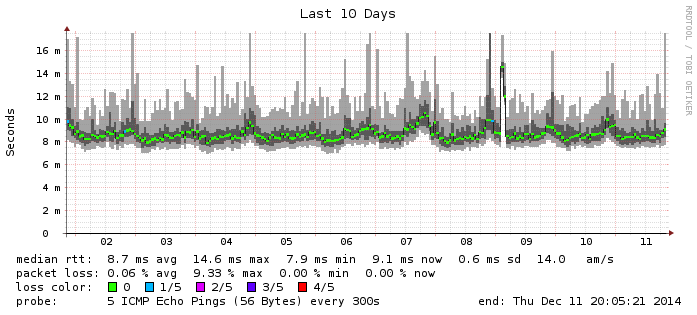 Last 10 Days
RRDTOOL / TOBI OETIKER
Seconds
16 m
14 m
12 m
10 m
8 m
6 m
4 m
2 m
0
02 03 04 05 06 07 08 09 10 11
median rtt: 8.7 ms avg 14.6 ms max 7.9 ms min 9.1 ms now 0.6 ms sd 14.0 am/s
packet loss: 0.06 % avg 9.33 % max 0.00 % min 0.00 % now
loss color: 0 1/5 2/5 3/5 4/5
probe: 5 ICMP Echo Pings (56 Bytes) every 300s end: Thu Dec 11 20:05:21 2014